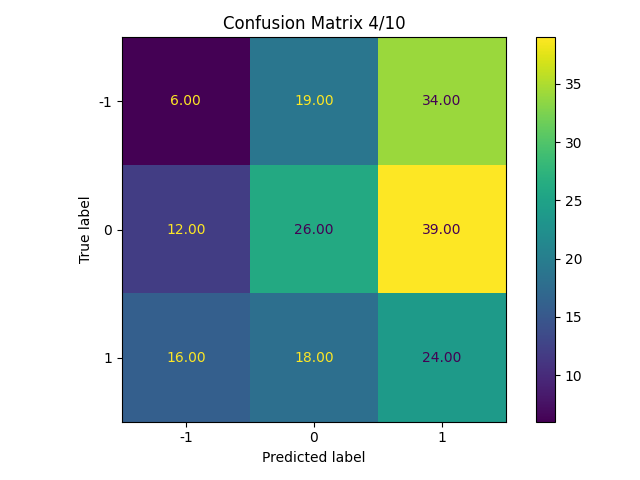 Confusion Matrix 4/10
True label
-1 6.00 19.00 34.00
0 12.00 26.00 39.00
1 16.00 18.00 24.00
-1 0 1
Predicted label
35
30
25
20
15
10